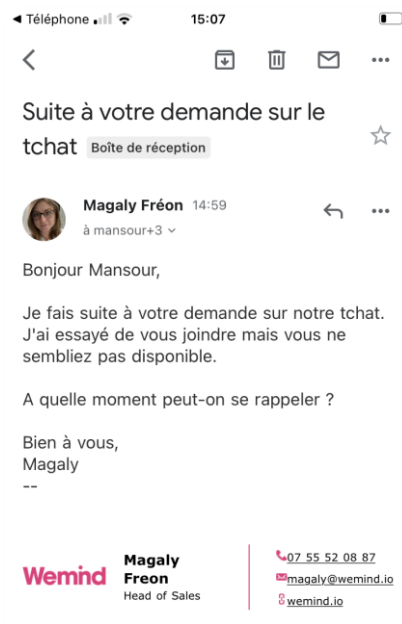 Téléphone
15:07
Suite à votre demande sur le
tchat Boîte de réception
Magaly Fréon 14:59
à mansour+3
Bonjour Mansour,
Je fais suite à votre demande sur notre tchat.
J'ai essayé de vous joindre mais vous ne
sembliez pas disponible.
A quelle moment peut-on se rappeler ?
Bien à vous,
Magaly
--
Wemind
Magaly
Freon
Head of Sales
07 55 52 08 87
magaly@wemind.io
wemind.io